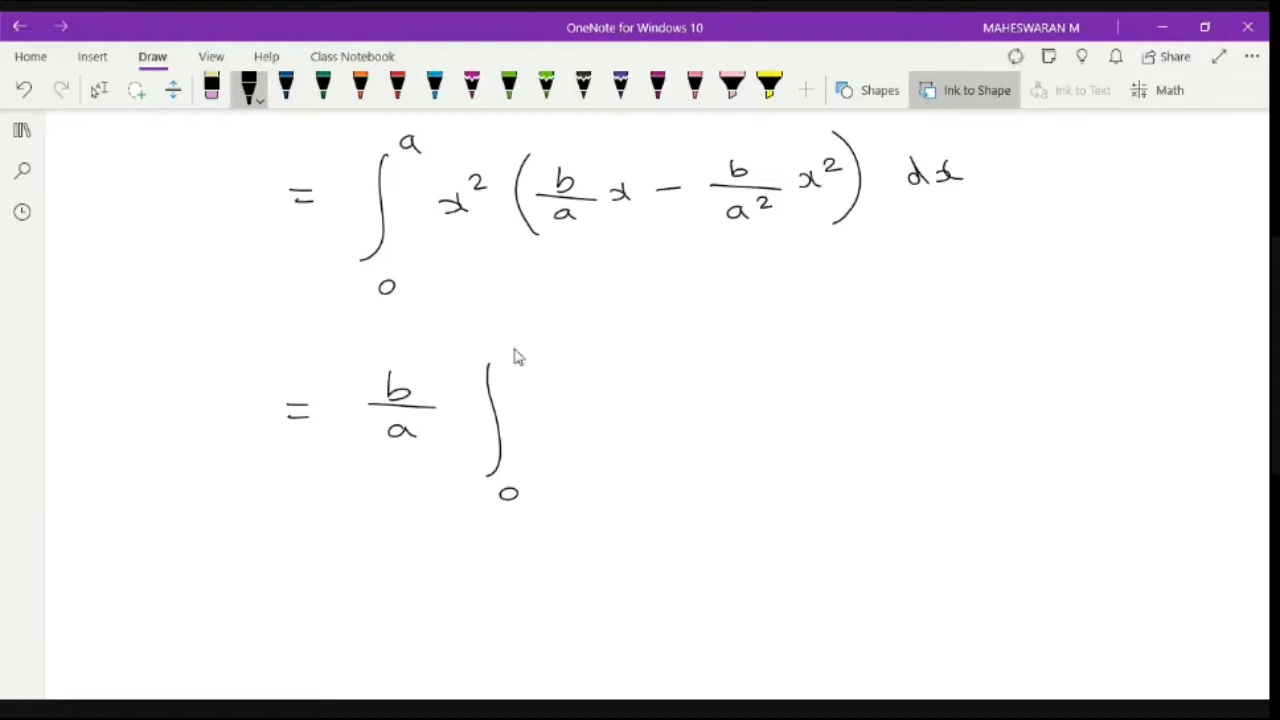 OneNote for Windows 10 MAHESWARAN M
Home Insert Draw View Help Class Notebook Share
Shapes Ink to Shape Ink to Text Math
= ∫₀ᵃ x² (b/a x − b/a² x²) dx
= b/a ∫₀